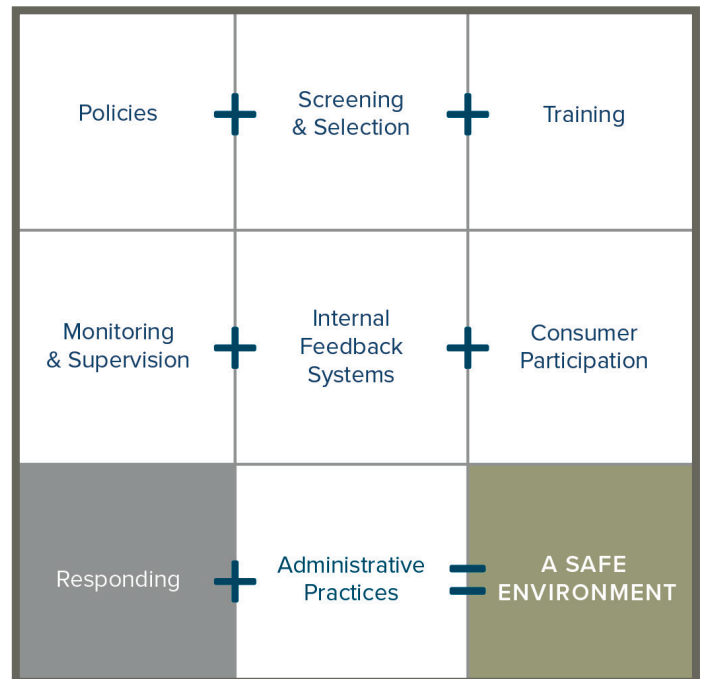 Policies
+
Screening
& Selection
+
Training
Monitoring
& Supervision
+
Internal
Feedback
Systems
+
Consumer
Participation
Responding
+
Administrative
Practices
=
A SAFE
ENVIRONMENT